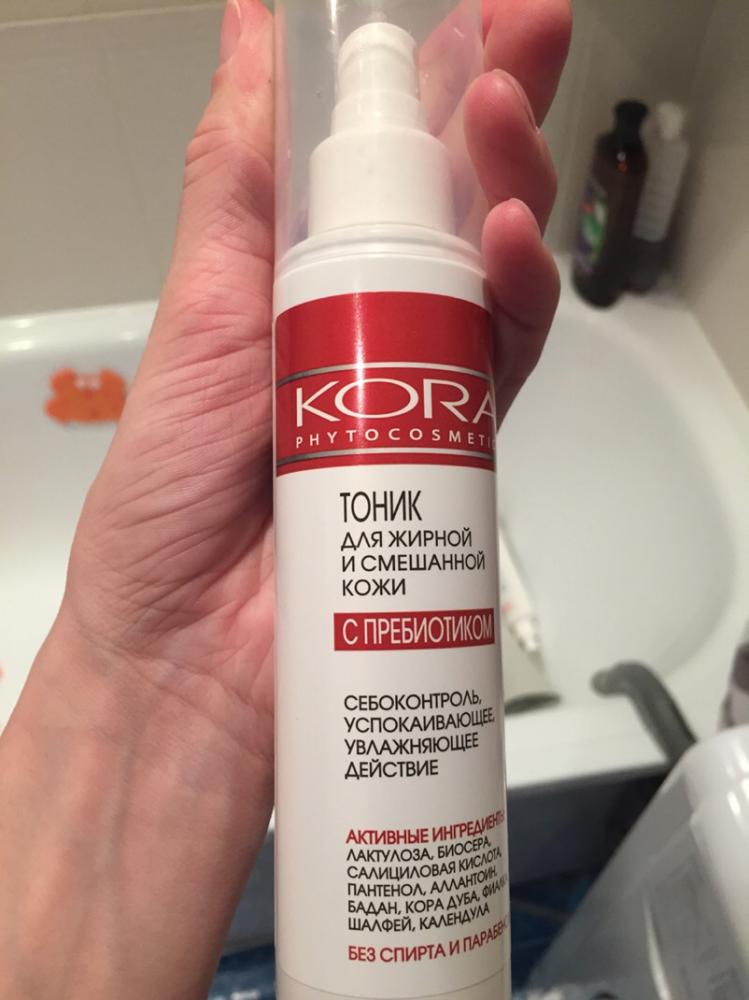 KORA
PHYTOCOSMETI
ТОНИК
ДЛЯ ЖИРНОЙ
И СМЕШАННОЙ
КОЖИ
С ПРЕБИОТИКОМ
СЕБОКОНТРОЛЬ,
УСПОКАИВАЮЩЕЕ,
УВЛАЖНЯЮЩЕЕ
ДЕЙСТВИЕ
АКТИВНЫЕ ИНГРЕДИЕНТЫ:
ЛАКТУЛОЗА, БИОСЕРА,
САЛИЦИЛОВАЯ КИСЛОТА,
ПАНТЕНОЛ, АЛЛАНТОИН,
БАДАН, КОРА ДУБА,
ШАЛФЕЙ, КАЛЕНДУЛА
БЕЗ СПИРТА И